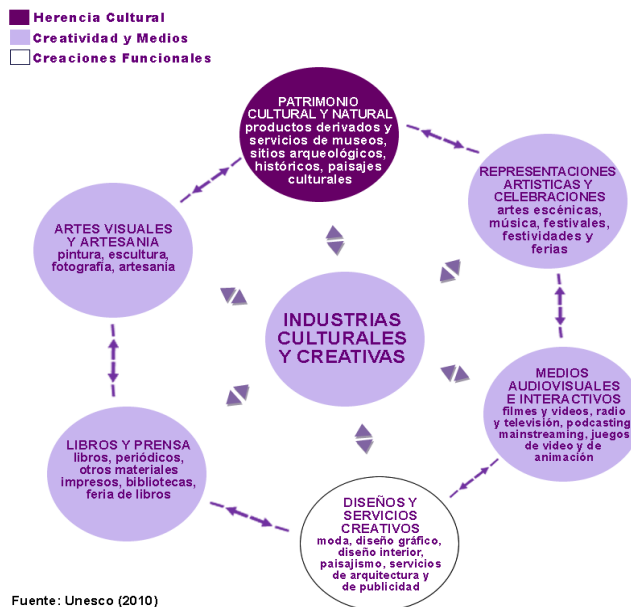 Herencia Cultural
Creatividad y Medios
Creaciones Funcionales
PATRIMONIO
CULTURAL Y NATURAL
productos derivados y
servicios de museos,
sitios arqueológicos,
históricos, paisajes
culturales
REPRESENTACIONES
ARTISTICAS Y
CELEBRACIONES
artes escénicas,
música, festivales,
festividades y
ferias
ARTES VISUALES
Y ARTESANIA
pintura, escultura,
fotografía, artesania
INDUSTRIAS
CULTURALES
Y CREATIVAS
MEDIOS
AUDIOVISUALES
E INTERACTIVOS
filmes y videos, radio
y televisión, podcasting
mainstreaming, juegos
de video y de
animación
LIBROS Y PRENSA
libros, periódicos,
otros materiales
impresos, bibliotecas,
feria de libros
DISEÑOS Y
SERVICIOS
CREATIVOS
moda, diseño gráfico,
diseño interior,
paisajismo, servicios
de arquitectura y
de publicidad
Fuente: Unesco (2010)